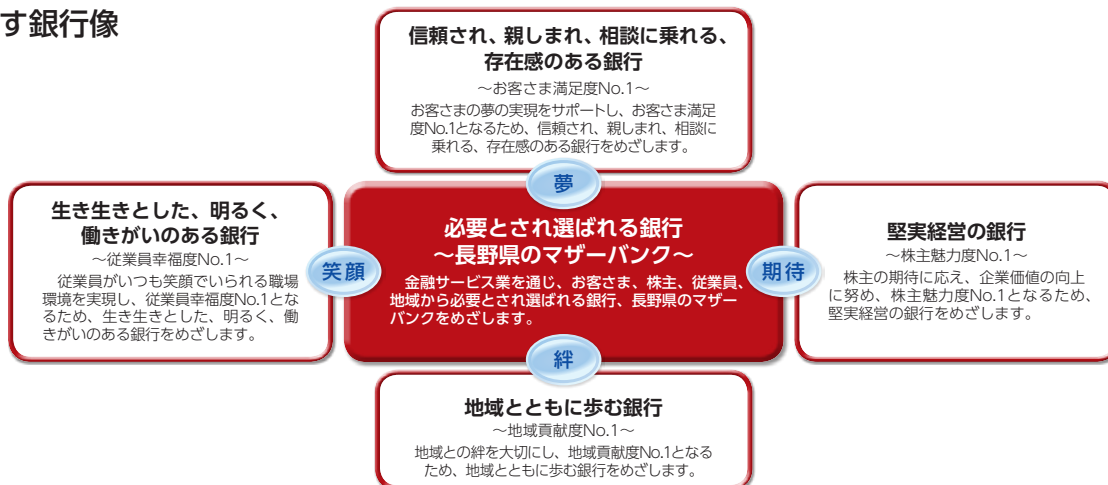 す銀行像
信頼され、親しまれ、相談に乗れる、
存在感のある銀行
～お客さま満足度No.1～
お客さまの夢の実現をサポートし、お客さま満足
度No.1となるため、信頼され、親しまれ、相談に
乗れる、存在感のある銀行をめざします。
夢
生き生きとした、明るく、
働きがいのある銀行
～従業員幸福度No.1～
従業員がいつも笑顔でいられる職場
環境を実現し、従業員幸福度No.1とな
るため、生き生きとした、明るく、働
きがいのある銀行をめざします。
笑顔
必要とされ選ばれる銀行
～長野県のマザーバンク～
金融サービス業を通じ、お客さま、株主、従業員、
地域から必要とされ選ばれる銀行、長野県のマザー
バンクをめざします。
期待
堅実経営の銀行
～株主魅力度No.1～
株主の期待に応え、企業価値の向上
に努め、株主魅力度No.1となるため、
堅実経営の銀行をめざします。
絆
地域とともに歩む銀行
～地域貢献度No.1～
地域との絆を大切にし、地域貢献度No.1となる
ため、地域とともに歩む銀行をめざします。